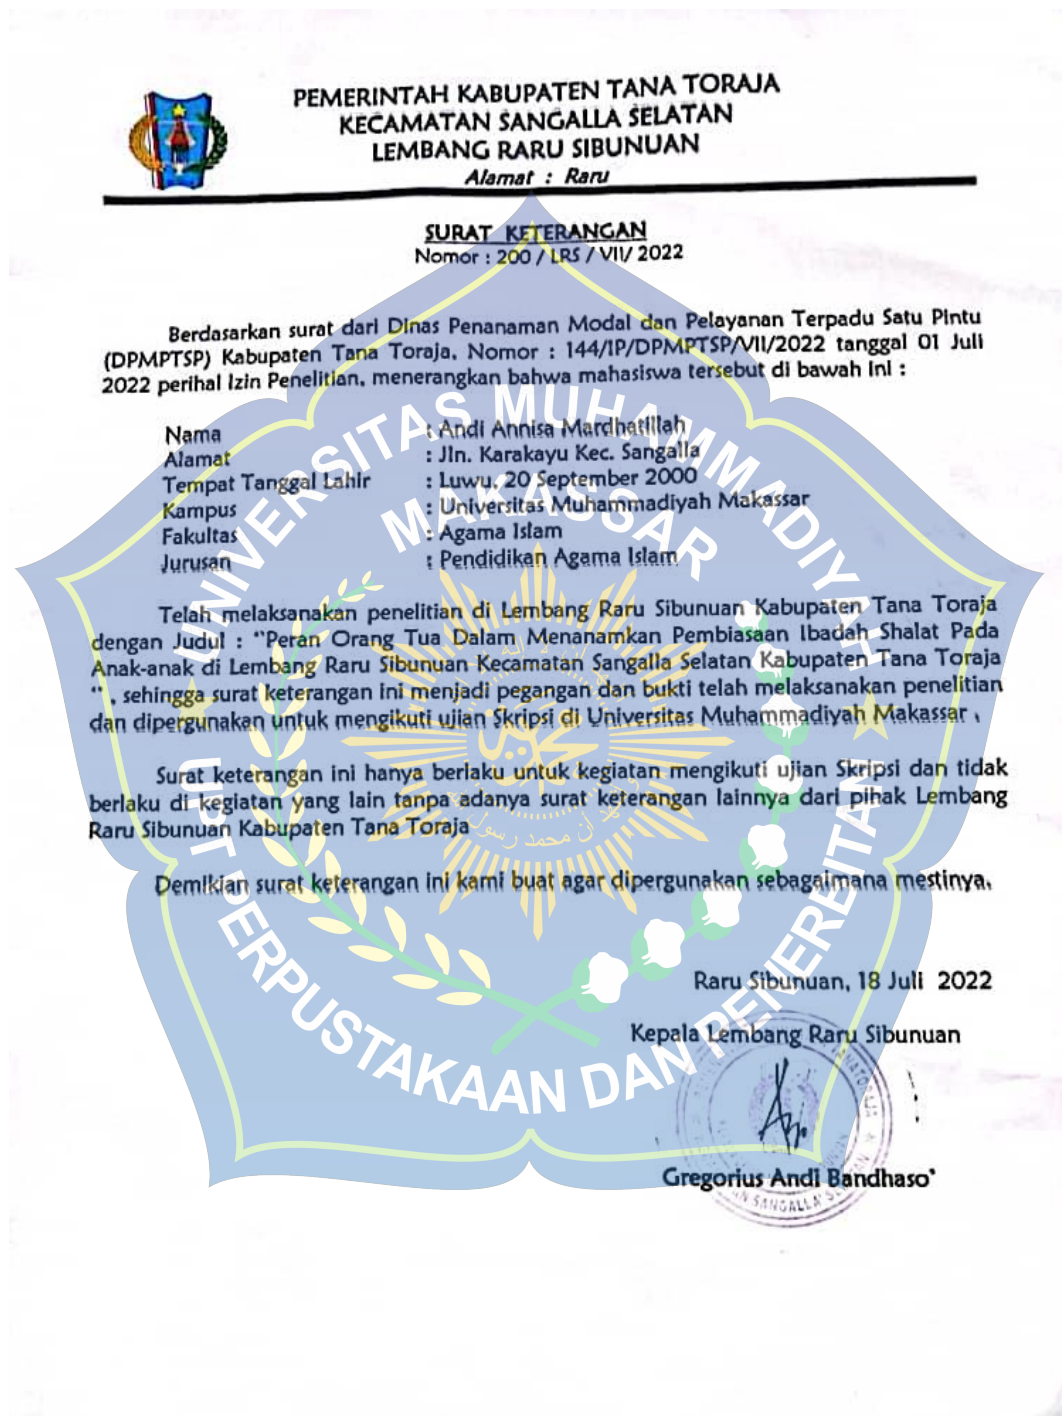 PEMERINTAH KABUPATEN TANA TORAJA
KECAMATAN SANGALLA SELATAN
LEMBANG RARU SIBUNUAN
Alamat : Raru
SURAT KETERANGAN
Nomor : 200 / LRS / VII/ 2022
Berdasarkan surat dari Dinas Penanaman Modal dan Pelayanan Terpadu Satu Pintu
(DPMPTSP) Kabupaten Tana Toraja, Nomor : 144/IP/DPMPTSP/VII/2022 tanggal 01 Juli
2022 perihal Izin Penelitian, menerangkan bahwa mahasiswa tersebut di bawah ini :
Nama : Andi Annisa Mardhatillah
Alamat : Jln. Karakayu Kec. Sangalla
Tempat Tanggal Lahir : Luwu, 20 September 2000
Kampus : Universitas Muhammadiyah Makassar
Fakultas : Agama Islam
Jurusan : Pendidikan Agama Islam
Telah melaksanakan penelitian di Lembang Raru Sibunuan Kabupaten Tana Toraja
dengan Judul : "Peran Orang Tua Dalam Menanamkan Pembiasaan Ibadah Shalat Pada
Anak-anak di Lembang Raru Sibunuan Kecamatan Sangalla Selatan Kabupaten Tana Toraja
", sehingga surat keterangan ini menjadi pegangan dan bukti telah melaksanakan penelitian
dan dipergunakan untuk mengikuti ujian Skripsi di Universitas Muhammadiyah Makassar .
Surat keterangan ini hanya berlaku untuk kegiatan mengikuti ujian Skripsi dan tidak
berlaku di kegiatan yang lain tanpa adanya surat keterangan lainnya dari pihak Lembang
Raru Sibunuan Kabupaten Tana Toraja
Demikian surat keterangan ini kami buat agar dipergunakan sebagaimana mestinya.
Raru Sibunuan, 18 Juli 2022
Kepala Lembang Raru Sibunuan
Gregorius Andi Bandhaso'
UNIVERSITAS MUHAMMADIYAH
MAKASSAR
UPT PERPUSTAKAAN DAN PENERBITAN
محمد رسول الله